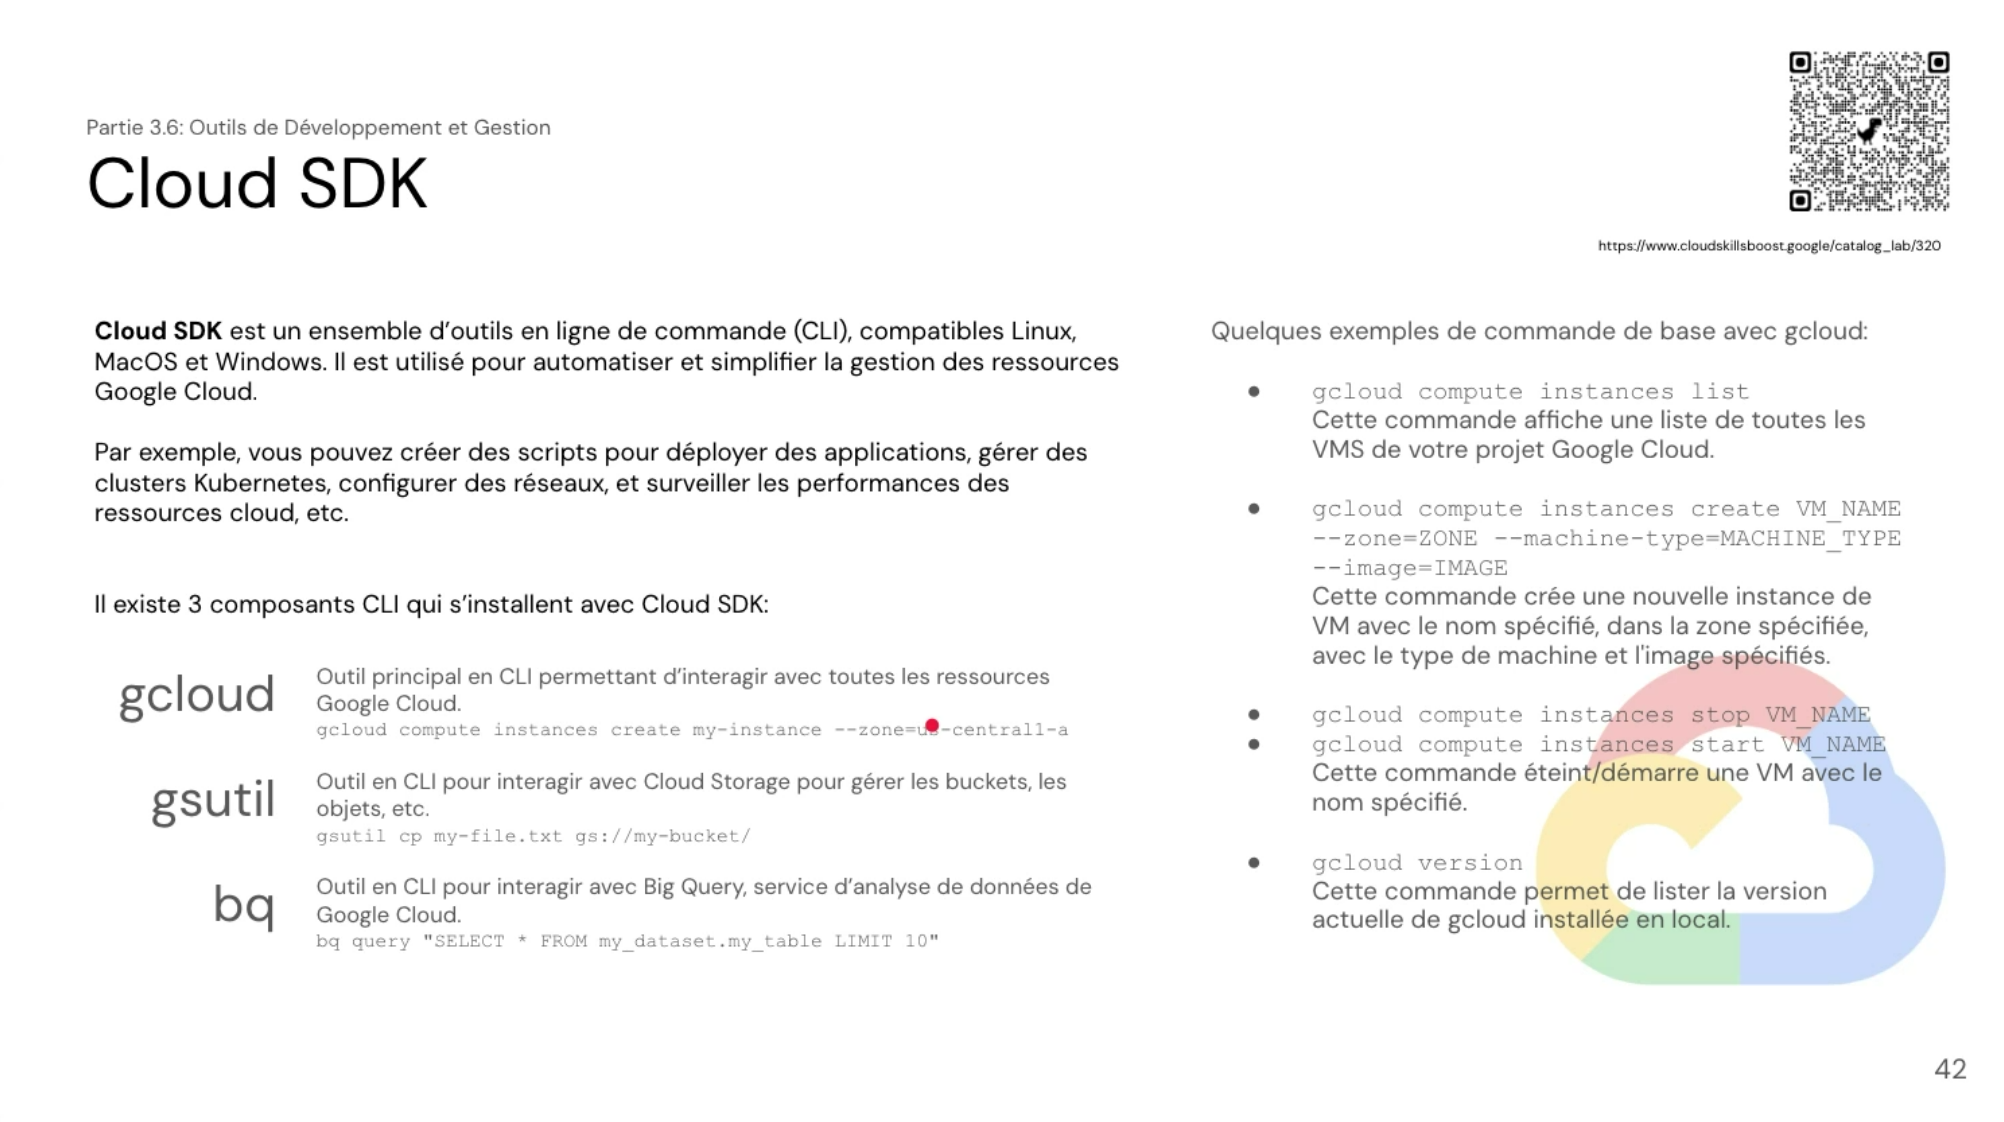 Partie 3.6: Outils de Développement et Gestion
Cloud SDK
https://www.cloudskillsboost.google/catalog_lab/320
Cloud SDK est un ensemble d’outils en ligne de commande (CLI), compatibles Linux,
MacOS et Windows. Il est utilisé pour automatiser et simplifier la gestion des ressources
Google Cloud.
Par exemple, vous pouvez créer des scripts pour déployer des applications, gérer des
clusters Kubernetes, configurer des réseaux, et surveiller les performances des
ressources cloud, etc.
Il existe 3 composants CLI qui s’installent avec Cloud SDK:
gcloud
Outil principal en CLI permettant d’interagir avec toutes les ressources
Google Cloud.
gcloud compute instances create my-instance --zone=us-central1-a
gsutil
Outil en CLI pour interagir avec Cloud Storage pour gérer les buckets, les
objets, etc.
gsutil cp my-file.txt gs://my-bucket/
bq
Outil en CLI pour interagir avec Big Query, service d’analyse de données de
Google Cloud.
bq query "SELECT * FROM my_dataset.my_table LIMIT 10"
Quelques exemples de commande de base avec gcloud:
● gcloud compute instances list
Cette commande affiche une liste de toutes les
VMS de votre projet Google Cloud.
● gcloud compute instances create VM_NAME
--zone=ZONE --machine-type=MACHINE_TYPE
--image=IMAGE
Cette commande crée une nouvelle instance de
VM avec le nom spécifié, dans la zone spécifiée,
avec le type de machine et l'image spécifiés.
● gcloud compute instances stop VM_NAME
● gcloud compute instances start VM_NAME
Cette commande éteint/démarre une VM avec le
nom spécifié.
● gcloud version
Cette commande permet de lister la version
actuelle de gcloud installée en local.
42